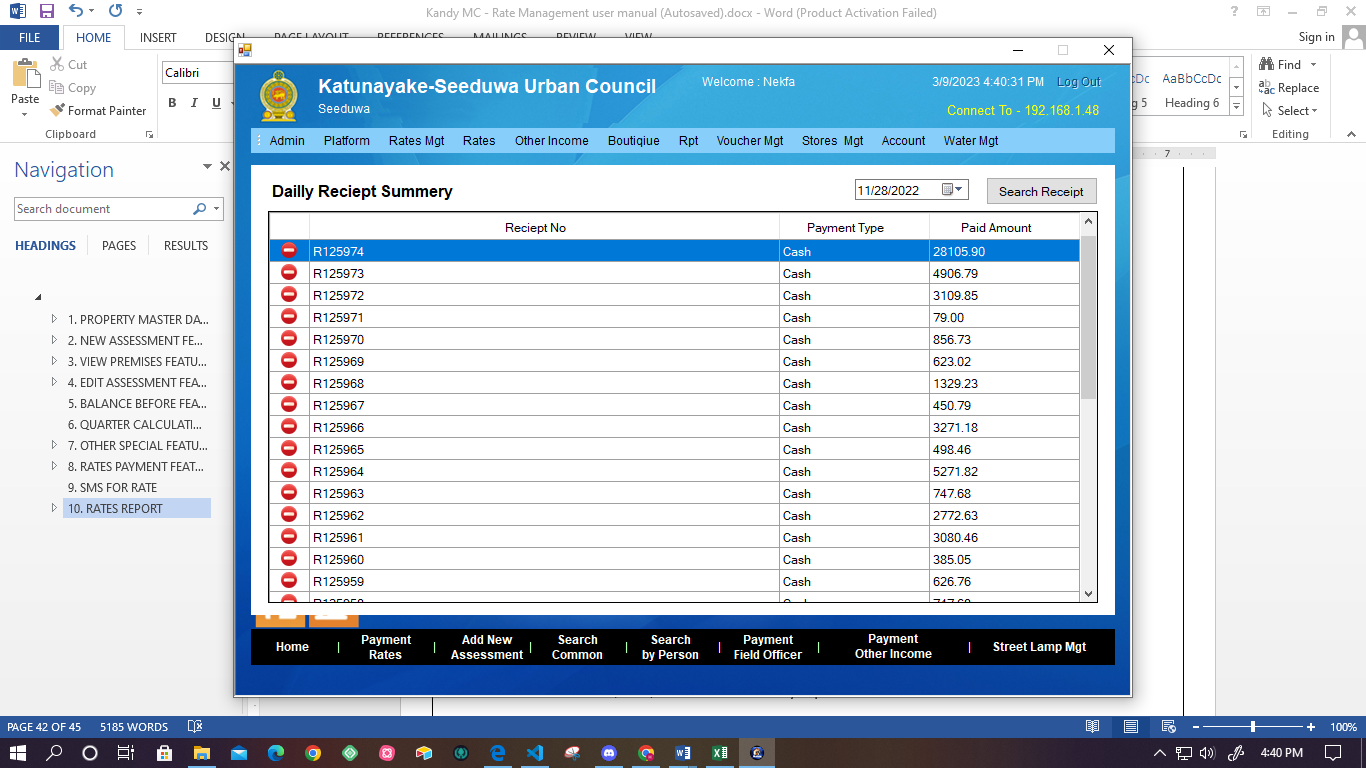 Kandy MC - Rate Management user manual (Autosaved).docx - Word (Product Activation Failed)
FILE HOME INSERT DESIGN PAGE LAYOUT REFERENCES MAILINGS REVIEW VIEW Sign in
Cut
Copy
Format Painter
Paste
Clipboard
Calibri
B I U
AaBbCcDc
Heading 6
Find
Replace
Select
Editing
7
Navigation
Search document
HEADINGS PAGES RESULTS
1. PROPERTY MASTER DA...
2. NEW ASSESSMENT FE...
3. VIEW PREMISES FEATU...
4. EDIT ASSESSMENT FEA...
5. BALANCE BEFORE FEA...
6. QUARTER CALCULATI...
7. OTHER SPECIAL FEATU...
8. RATES PAYMENT FEAT...
9. SMS FOR RATE
10. RATES REPORT
Katunayake-Seeduwa Urban Council
Seeduwa
Welcome : Nekfa
3/9/2023 4:40:31 PM Log Out
Connect To - 192.168.1.48
Admin Platform Rates Mgt Rates Other Income Boutiqiue Rpt Voucher Mgt Stores Mgt Account Water Mgt
Dailly Reciept Summery
11/28/2022
Search Receipt
Reciept No Payment Type Paid Amount
R125974 Cash 28105.90
R125973 Cash 4906.79
R125972 Cash 3109.85
R125971 Cash 79.00
R125970 Cash 856.73
R125969 Cash 623.02
R125968 Cash 1329.23
R125967 Cash 450.79
R125966 Cash 3271.18
R125965 Cash 498.46
R125964 Cash 5271.82
R125963 Cash 747.68
R125962 Cash 2772.63
R125961 Cash 3080.46
R125960 Cash 385.05
R125959 Cash 626.76
Home | Payment Rates | Add New Assessment | Search Common | Search by Person | Payment Field Officer | Payment Other Income | Street Lamp Mgt
PAGE 42 OF 45 5185 WORDS 100%
4:40 PM